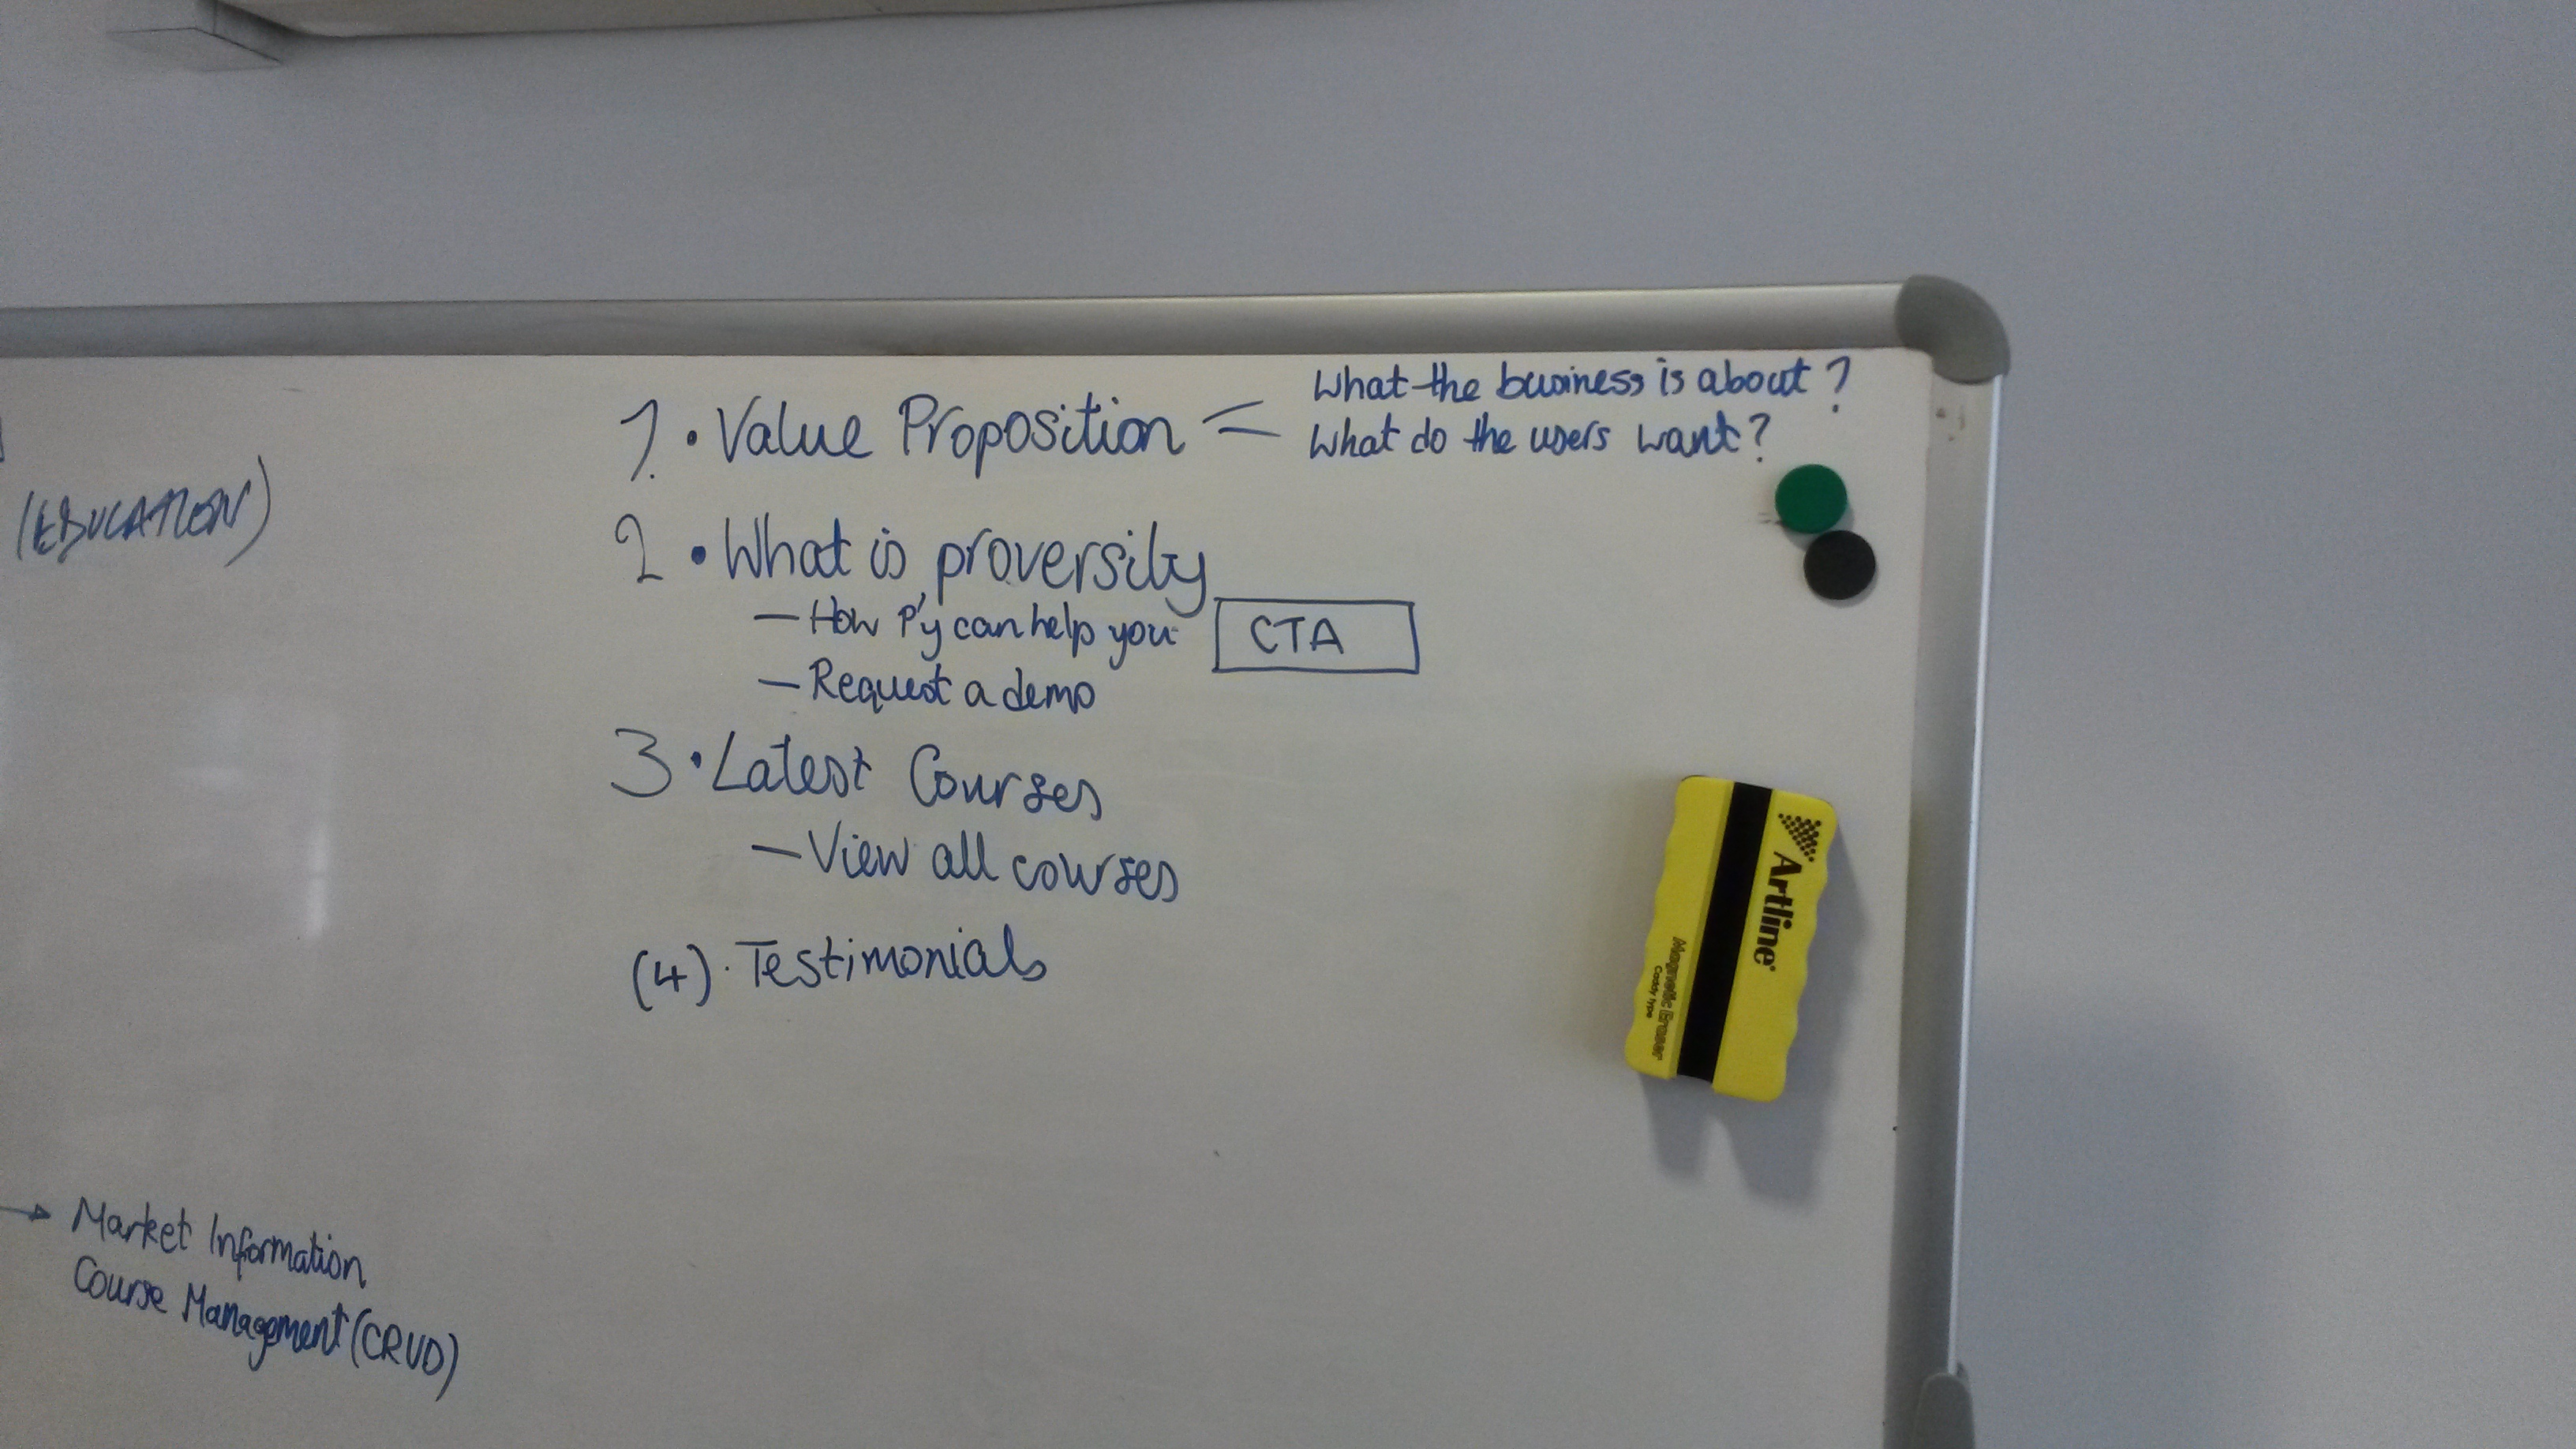 (EDUCATION)
1. • Value Proposition
What the business is about?
What do the users want?
2 • What is proversity
— How P'y can help you
CTA
— Request a demo
3 • Latest Courses
— View all courses
(4). Testimonials
→ Market Information
Course Management (CRUD)
Artline
Magnetic Eraser
Caddy type